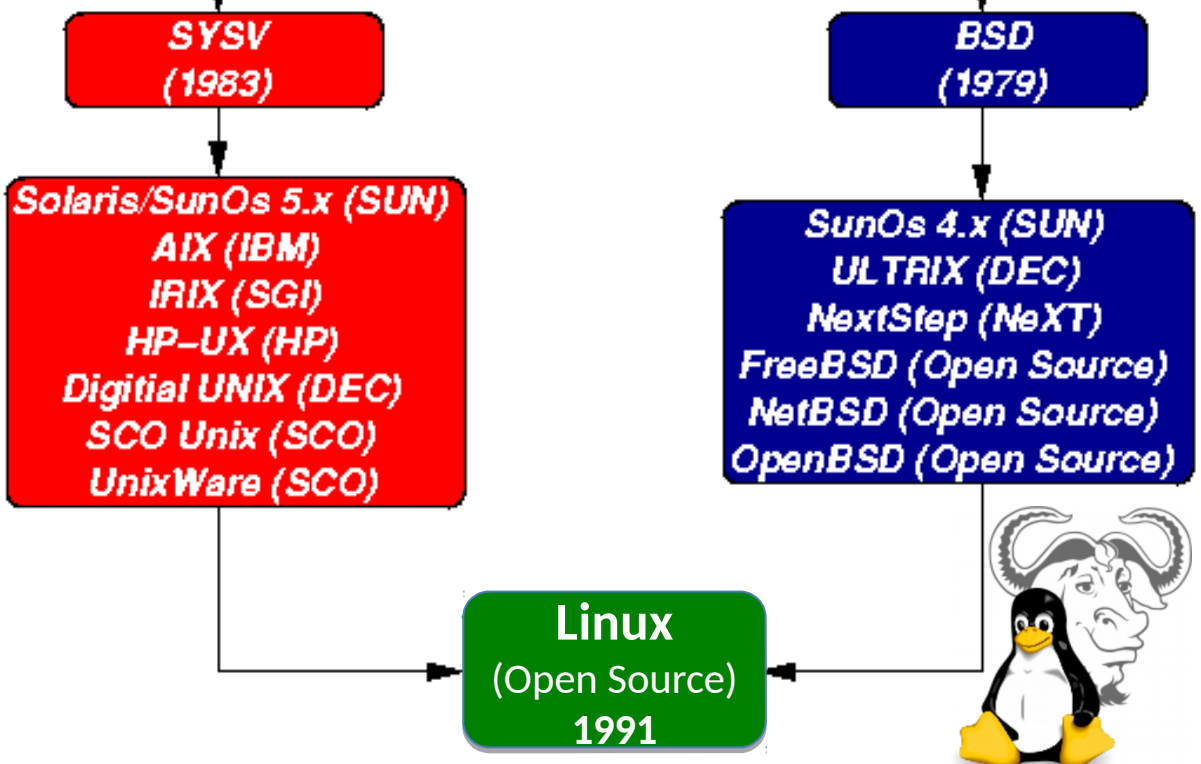 SYSV
(1983)
BSD
(1979)
Solaris/SunOs 5.x (SUN)
AIX (IBM)
IRIX (SGI)
HP-UX (HP)
Digitial UNIX (DEC)
SCO Unix (SCO)
UnixWare (SCO)
SunOs 4.x (SUN)
ULTRIX (DEC)
NextStep (NeXT)
FreeBSD (Open Source)
NetBSD (Open Source)
OpenBSD (Open Source)
Linux
(Open Source)
1991